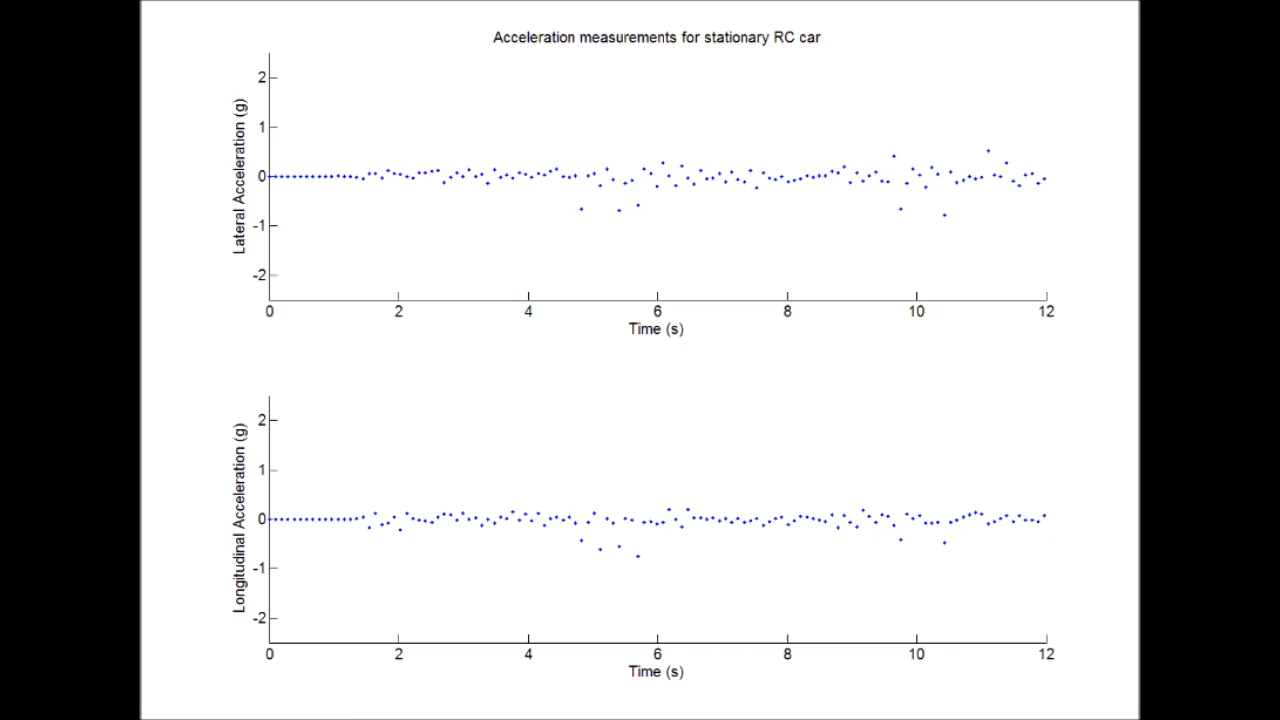 Acceleration measurements for stationary RC car
Lateral Acceleration (g)
2
1
0
-1
-2
0 2 4 6 8 10 12
Time (s)
Longitudinal Acceleration (g)
2
1
0
-1
-2
0 2 4 6 8 10 12
Time (s)